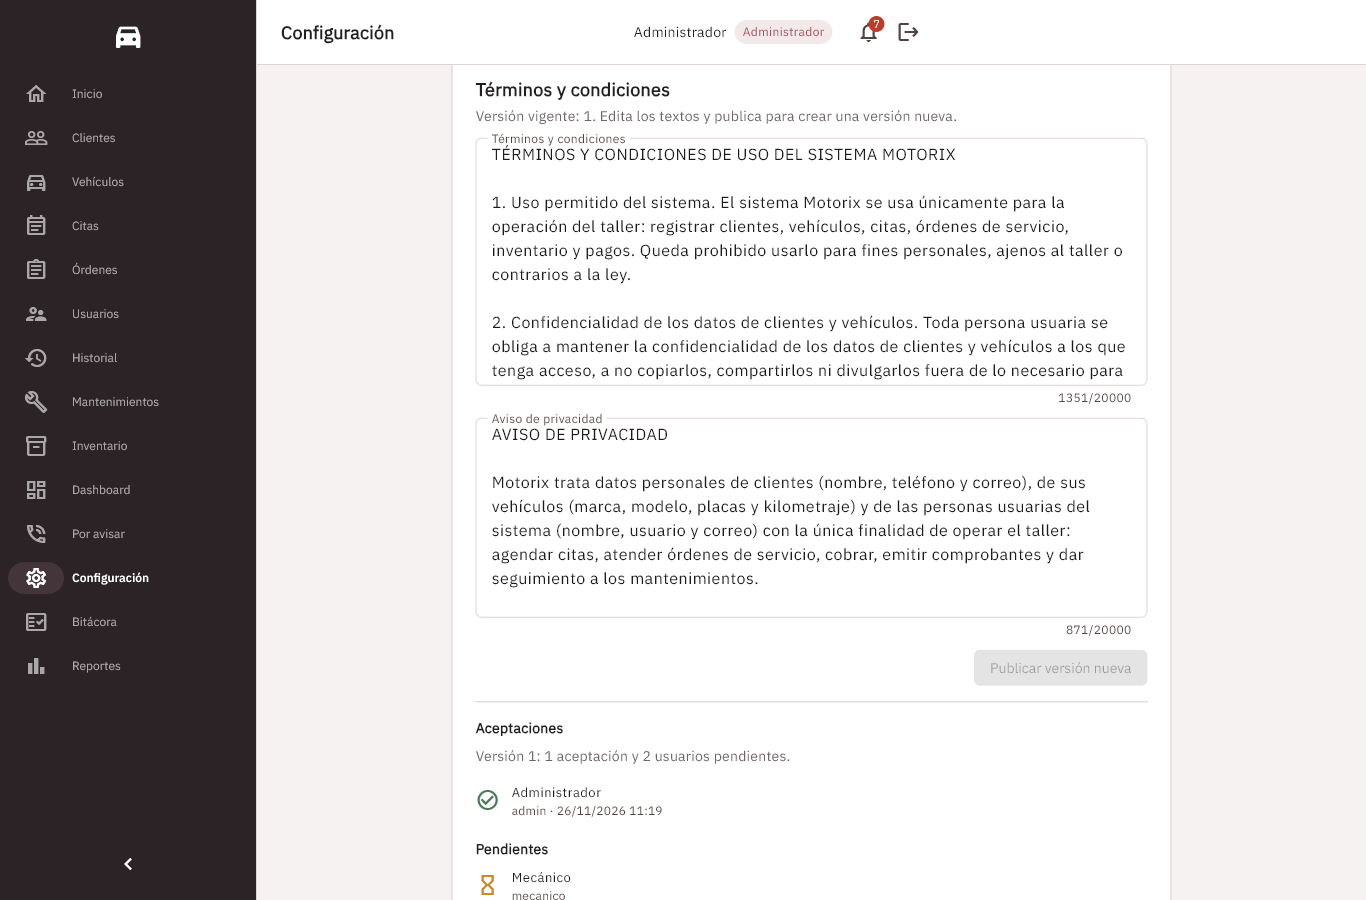 Configuración
Administrador
Administrador
7
Inicio
Clientes
Vehículos
Citas
Órdenes
Usuarios
Historial
Mantenimientos
Inventario
Dashboard
Por avisar
Configuración
Bitácora
Reportes
Términos y condiciones
Versión vigente: 1. Edita los textos y publica para crear una versión nueva.
Términos y condiciones
TÉRMINOS Y CONDICIONES DE USO DEL SISTEMA MOTORIX
1. Uso permitido del sistema. El sistema Motorix se usa únicamente para la
operación del taller: registrar clientes, vehículos, citas, órdenes de servicio,
inventario y pagos. Queda prohibido usarlo para fines personales, ajenos al taller o
contrarios a la ley.
2. Confidencialidad de los datos de clientes y vehículos. Toda persona usuaria se
obliga a mantener la confidencialidad de los datos de clientes y vehículos a los que
tenga acceso, a no copiarlos, compartirlos ni divulgarlos fuera de lo necesario para
1351/20000
Aviso de privacidad
AVISO DE PRIVACIDAD
Motorix trata datos personales de clientes (nombre, teléfono y correo), de sus
vehículos (marca, modelo, placas y kilometraje) y de las personas usuarias del
sistema (nombre, usuario y correo) con la única finalidad de operar el taller:
agendar citas, atender órdenes de servicio, cobrar, emitir comprobantes y dar
seguimiento a los mantenimientos.
871/20000
Publicar versión nueva
Aceptaciones
Versión 1: 1 aceptación y 2 usuarios pendientes.
Administrador
admin · 26/11/2026 11:19
Pendientes
Mecánico
mecanico